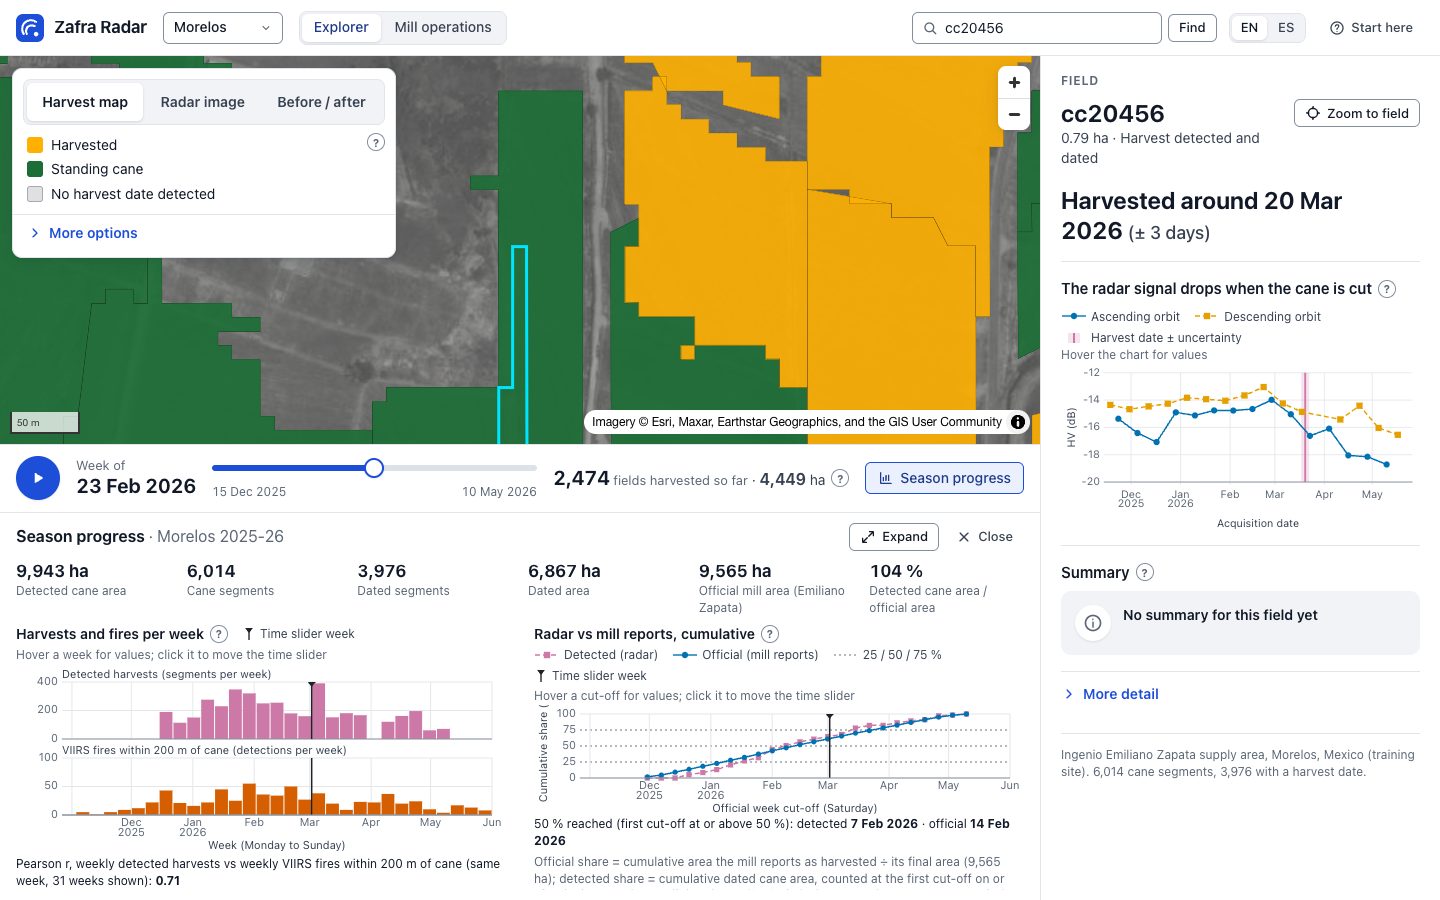 Zafra Radar
Morelos
Explorer
Mill operations
cc20456
Find
EN
ES
Start here
Harvest map
Radar image
Before / after
Harvested
Standing cane
No harvest date detected
More options
50 m
Imagery © Esri, Maxar, Earthstar Geographics, and the GIS User Community
Week of
23 Feb 2026
15 Dec 2025
10 May 2026
2,474 fields harvested so far · 4,449 ha
Season progress
Season progress · Morelos 2025-26
Expand
Close
9,943 ha
Detected cane area
6,014
Cane segments
3,976
Dated segments
6,867 ha
Dated area
9,565 ha
Official mill area (Emiliano
Zapata)
104 %
Detected cane area /
official area
Harvests and fires per week
Time slider week
Hover a week for values; click it to move the time slider
Detected harvests (segments per week)
400
200
0
VIIRS fires within 200 m of cane (detections per week)
100
50
0
Dec
2025
Jan
2026
Feb
Mar
Apr
May
Jun
Week (Monday to Sunday)
Pearson r, weekly detected harvests vs weekly VIIRS fires within 200 m of cane (same
week, 31 weeks shown): 0.71
Radar vs mill reports, cumulative
Detected (radar)
Official (mill reports)
25 / 50 / 75 %
Time slider week
Hover a cut-off for values; click it to move the time slider
Cumulative share (
100
75
50
25
0
Dec
2025
Jan
2026
Feb
Mar
Apr
May
Jun
Official week cut-off (Saturday)
50 % reached (first cut-off at or above 50 %): detected 7 Feb 2026 · official 14 Feb
2026
Official share = cumulative area the mill reports as harvested ÷ its final area (9,565
ha); detected share = cumulative dated cane area, counted at the first cut-off on or
FIELD
cc20456
Zoom to field
0.79 ha · Harvest detected and
dated
Harvested around 20 Mar
2026 (± 3 days)
The radar signal drops when the cane is cut
Ascending orbit
Descending orbit
Harvest date ± uncertainty
Hover the chart for values
HV (dB)
-12
-14
-16
-18
-20
Dec
2025
Jan
2026
Feb
Mar
Apr
May
Acquisition date
Summary
No summary for this field yet
More detail
Ingenio Emiliano Zapata supply area, Morelos, Mexico (training
site). 6,014 cane segments, 3,976 with a harvest date.